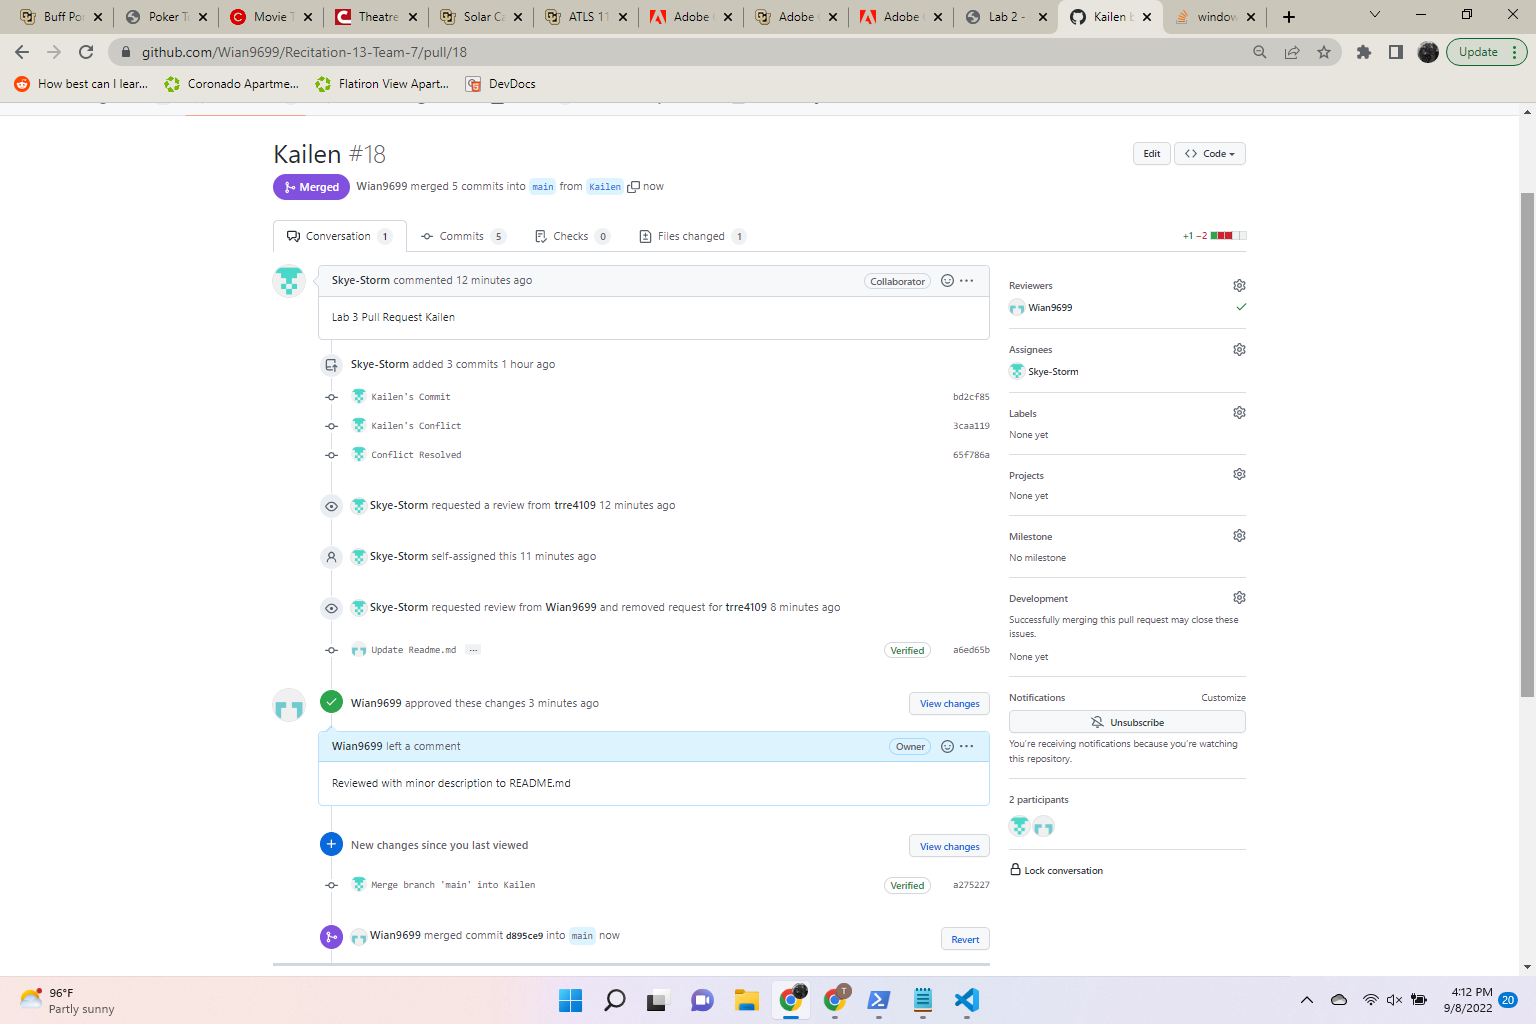 Buff Po
Poker T
Movie T
Theatre
Solar Ca
ATLS 11
Adobe
Adobe
Adobe
Lab 2 -
Kailen b
window
github.com/Wian9699/Recitation-13-Team-7/pull/18
Update
How best can I lear...
Coronado Apartme...
Flatiron View Apart...
DevDocs
Kailen #18
Edit
Code
Merged
Wian9699 merged 5 commits into main from Kailen now
Conversation 1
Commits 5
Checks 0
Files changed 1
+1 −2
Skye-Storm commented 12 minutes ago
Collaborator
Lab 3 Pull Request Kailen
Skye-Storm added 3 commits 1 hour ago
Kailen's Commit
bd2cf85
Kailen's Conflict
3caa119
Conflict Resolved
65f786a
Skye-Storm requested a review from trre4109 12 minutes ago
Skye-Storm self-assigned this 11 minutes ago
Skye-Storm requested review from Wian9699 and removed request for trre4109 8 minutes ago
Update Readme.md ...
Verified
a6ed65b
Wian9699 approved these changes 3 minutes ago
View changes
Wian9699 left a comment
Owner
Reviewed with minor description to README.md
New changes since you last viewed
View changes
Merge branch 'main' into Kailen
Verified
a275227
Wian9699 merged commit d895ce9 into main now
Revert
Reviewers
Wian9699
Assignees
Skye-Storm
Labels
None yet
Projects
None yet
Milestone
No milestone
Development
Successfully merging this pull request may close these
issues.
None yet
Notifications
Customize
Unsubscribe
You're receiving notifications because you're watching
this repository.
2 participants
Lock conversation
96°F
Partly sunny
T
4:12 PM
9/8/2022
20